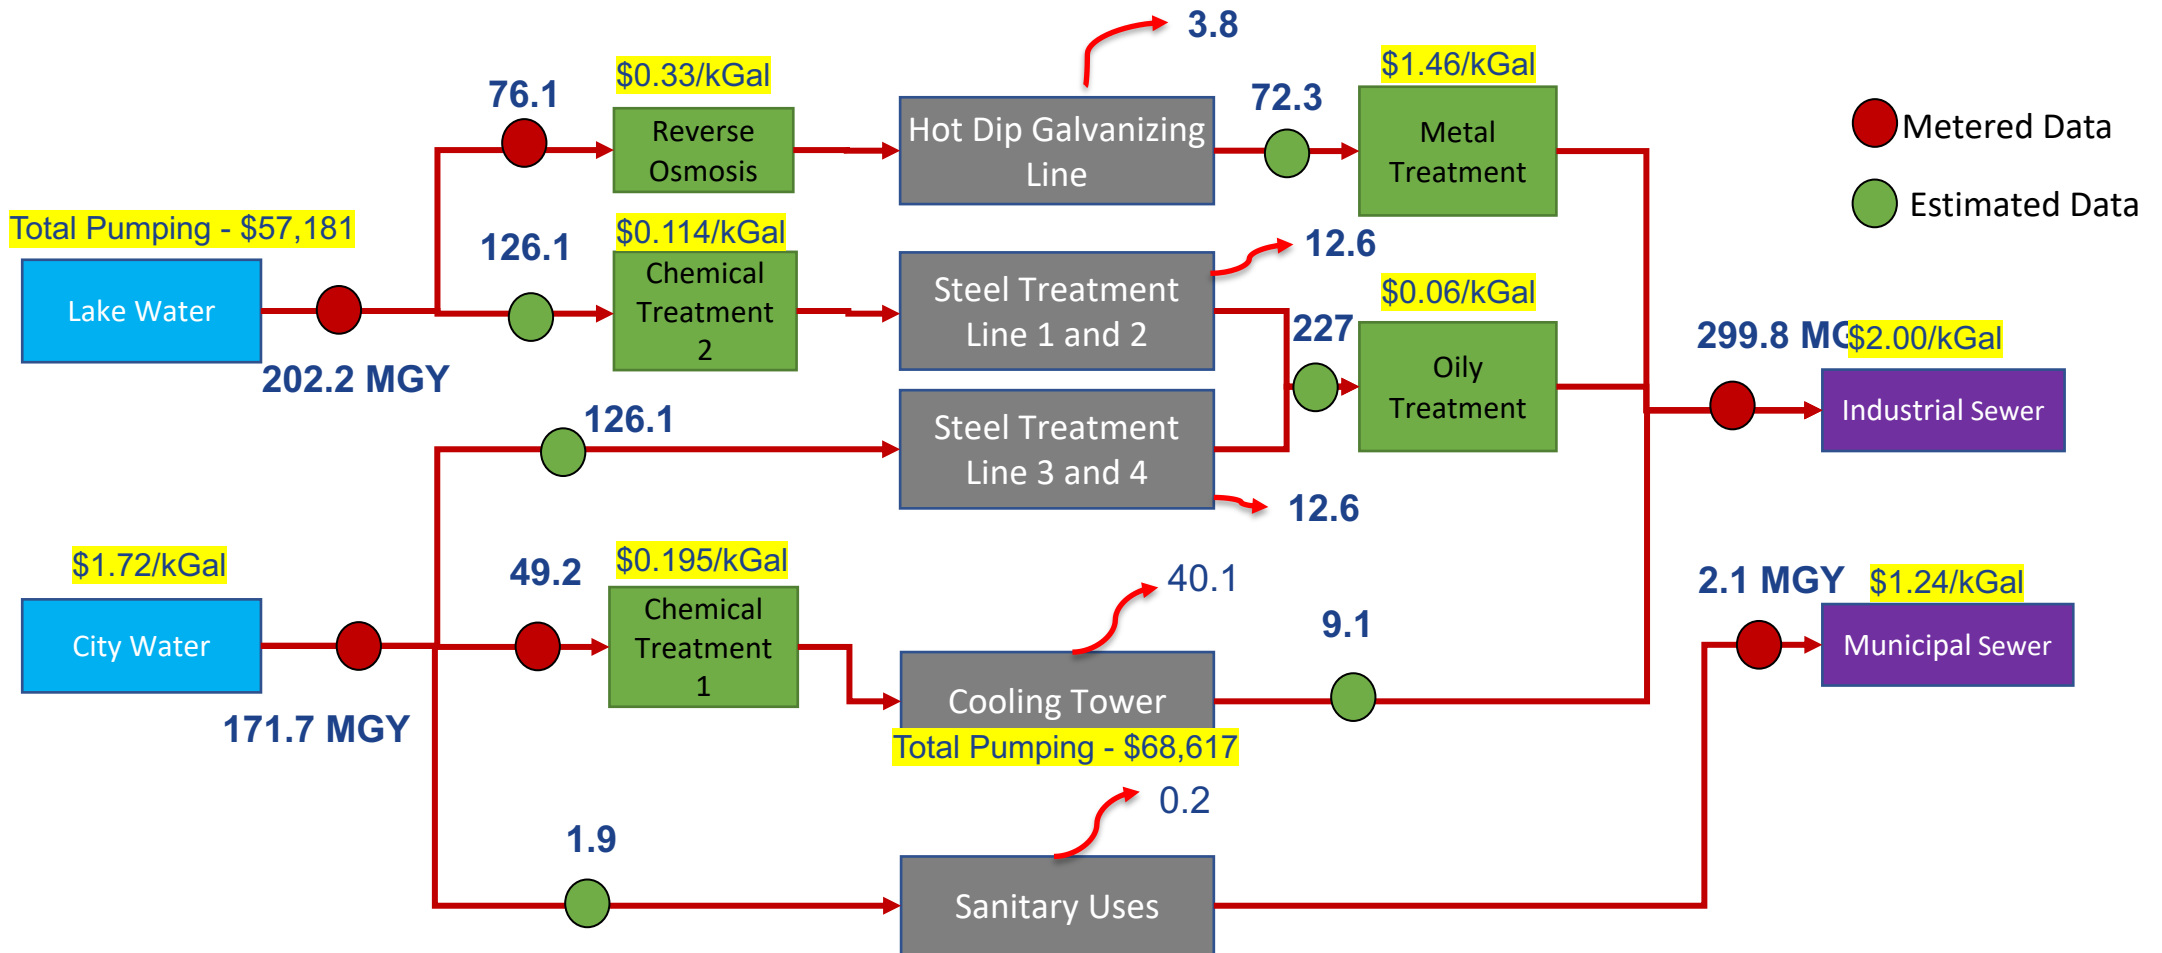 3.8
$0.33/kGal
$1.46/kGal
76.1
72.3
Reverse
Osmosis
Hot Dip Galvanizing
Line
Metal
Treatment
Metered Data
Estimated Data
Total Pumping - $57,181
126.1
$0.114/kGal
12.6
Lake Water
202.2 MGY
Chemical
Treatment
2
Steel Treatment
Line 1 and 2
$0.06/kGal
227
Oily
Treatment
299.8
$2.00/kGal
Industrial Sewer
126.1
Steel Treatment
Line 3 and 4
12.6
$1.72/kGal
49.2
$0.195/kGal
40.1
City Water
171.7 MGY
Chemical
Treatment
1
9.1
2.1 MGY
$1.24/kGal
Municipal Sewer
Cooling Tower
Total Pumping - $68,617
0.2
1.9
Sanitary Uses